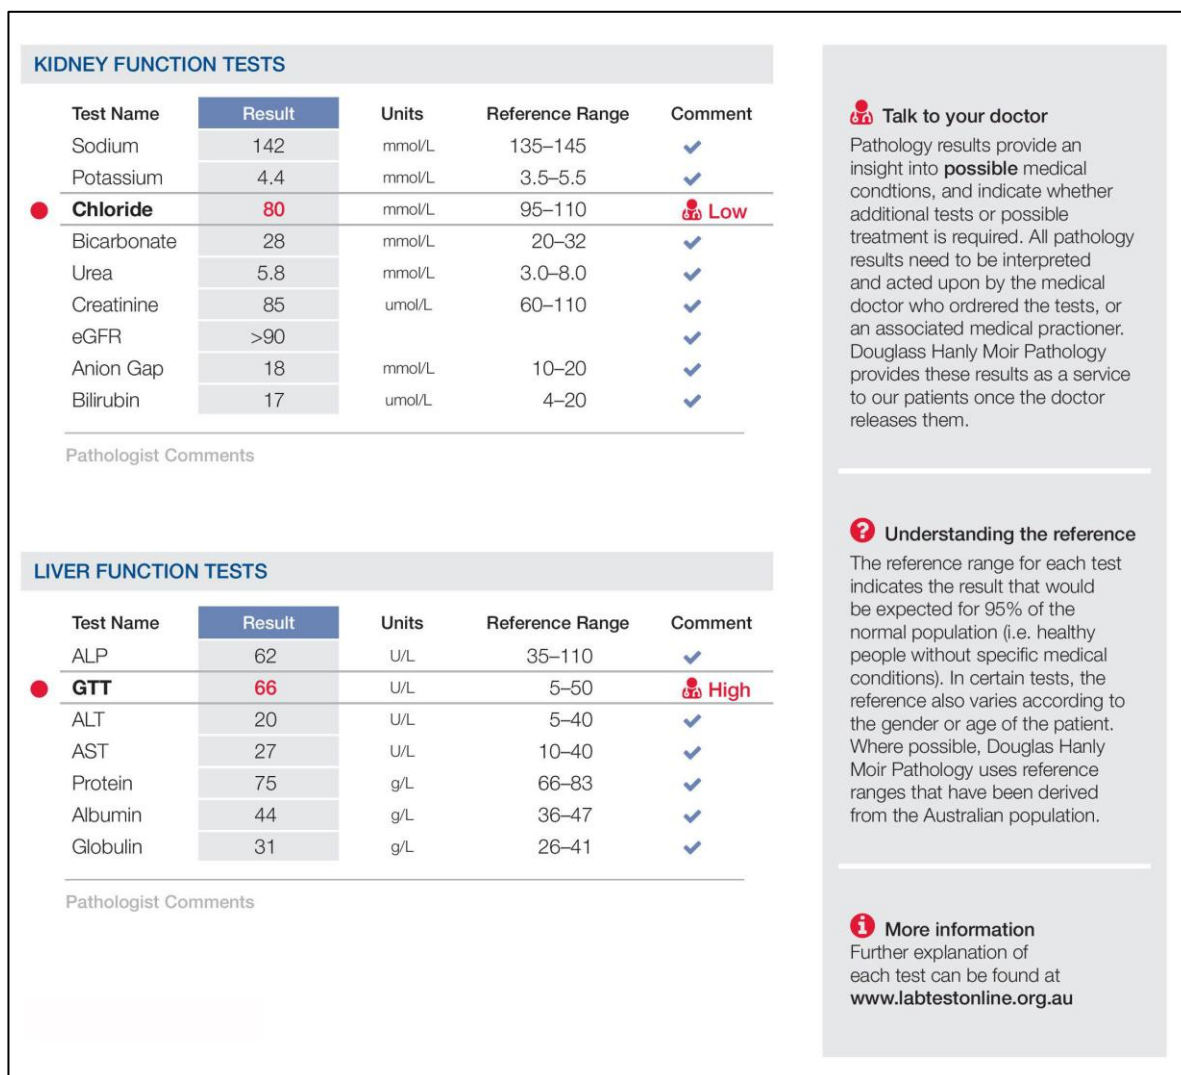 KIDNEY FUNCTION TESTS
Test Name Result Units Reference Range Comment
Sodium 142 mmol/L 135–145
Potassium 4.4 mmol/L 3.5–5.5
Chloride 80 mmol/L 95–110 Low
Bicarbonate 28 mmol/L 20–32
Urea 5.8 mmol/L 3.0–8.0
Creatinine 85 umol/L 60–110
eGFR >90
Anion Gap 18 mmol/L 10–20
Bilirubin 17 umol/L 4–20
Pathologist Comments
LIVER FUNCTION TESTS
Test Name Result Units Reference Range Comment
ALP 62 U/L 35–110
GTT 66 U/L 5–50 High
ALT 20 U/L 5–40
AST 27 U/L 10–40
Protein 75 g/L 66–83
Albumin 44 g/L 36–47
Globulin 31 g/L 26–41
Pathologist Comments
Talk to your doctor
Pathology results provide an
insight into possible medical
condtions, and indicate whether
additional tests or possible
treatment is required. All pathology
results need to be interpreted
and acted upon by the medical
doctor who ordrered the tests, or
an associated medical practioner.
Douglass Hanly Moir Pathology
provides these results as a service
to our patients once the doctor
releases them.
? Understanding the reference
The reference range for each test
indicates the result that would
be expected for 95% of the
normal population (i.e. healthy
people without specific medical
conditions). In certain tests, the
reference also varies according to
the gender or age of the patient.
Where possible, Douglas Hanly
Moir Pathology uses reference
ranges that have been derived
from the Australian population.
i More information
Further explanation of
each test can be found at
www.labtestonline.org.au